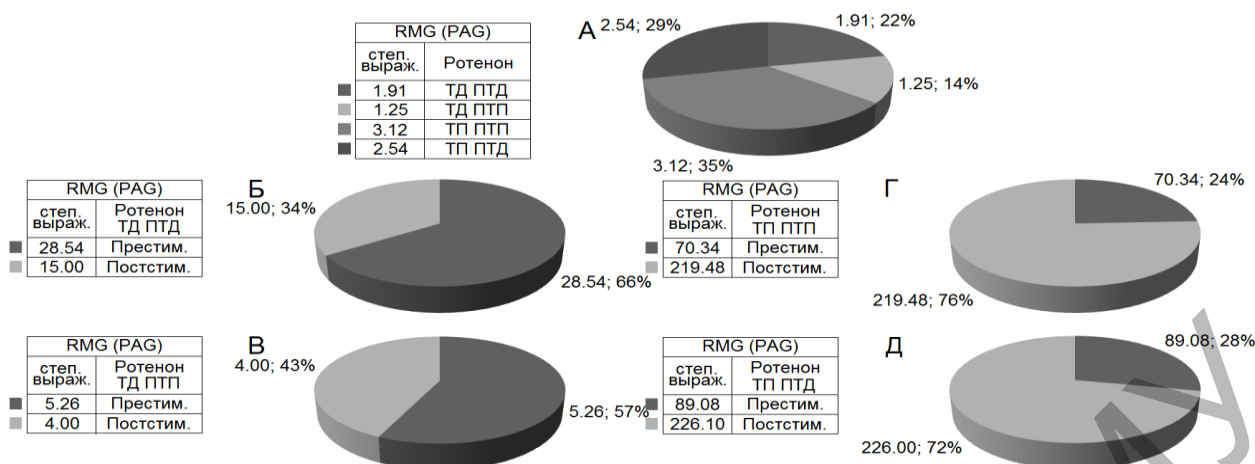 RMG (PAG)
степ. выраж. Ротенон
1.91 ТД ПТД
1.25 ТД ПТП
3.12 ТП ПТП
2.54 ТП ПТД
А
2.54; 29%
1.91; 22%
1.25; 14%
3.12; 35%
RMG (PAG)
степ. выраж. Ротенон ТД ПТД
28.54 Престим.
15.00 Постстим.
Б
15.00; 34%
28.54; 66%
RMG (PAG)
степ. выраж. Ротенон ТП ПТП
70.34 Престим.
219.48 Постстим.
Г
70.34; 24%
219.48; 76%
RMG (PAG)
степ. выраж. Ротенон ТД ПТП
5.26 Престим.
4.00 Постстим.
В
4.00; 43%
5.26; 57%
RMG (PAG)
степ. выраж. Ротенон ТП ПТД
89.08 Престим.
226.10 Постстим.
Д
89.08; 28%
226.00; 72%